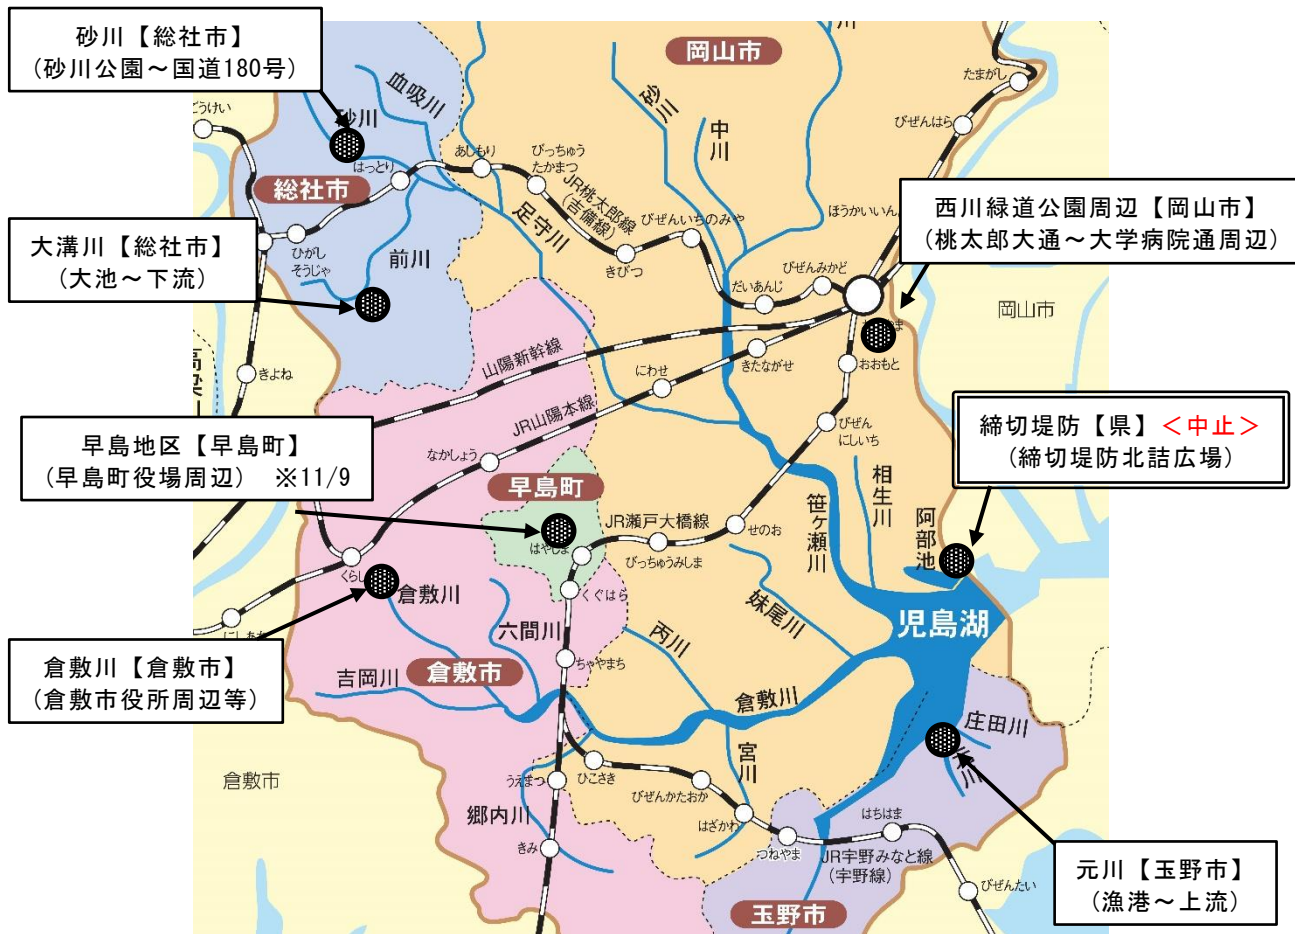 砂川【総社市】
(砂川公園～国道180号)
大溝川【総社市】
(大池～下流)
早島地区【早島町】
(早島町役場周辺) ※11/9
倉敷川【倉敷市】
(倉敷市役所周辺等)
西川緑道公園周辺【岡山市】
(桃太郎大通～大学病院通周辺)
締切堤防【県】＜中止＞
(締切堤防北詰広場)
元川【玉野市】
(漁港～上流)
岡山市
総社市
早島町
倉敷市
玉野市
岡山市
倉敷市
児島湖
阿部池
血吸川
砂川
前川
足守川
砂川
中川
笹ヶ瀬川
相生川
妹尾川
丙川
倉敷川
倉敷川
六間川
吉岡川
郷内川
宮川
庄田川
JR桃太郎線
(吉備線)
山陽新幹線
JR山陽本線
JR瀬戸大橋線
JR宇野みなと線
(宇野線)
たまがし
びぜんはら
ほうかいいん
びぜんみかど
だいあんじ
びぜんいちのみや
きびつ
びっちゅう
たかまつ
あしもり
はっとり
ひがし
そうじゃ
きよね
にわせ
きたながせ
おおもと
びぜん
にしいち
せのお
びっちゅうみしま
はやしま
くぐはら
ちゃやまち
なかしょう
くらし
うえまつ
きみ
ひこさき
びぜんかたおか
はざかわ
つねやま
はちはま
びぜんたい